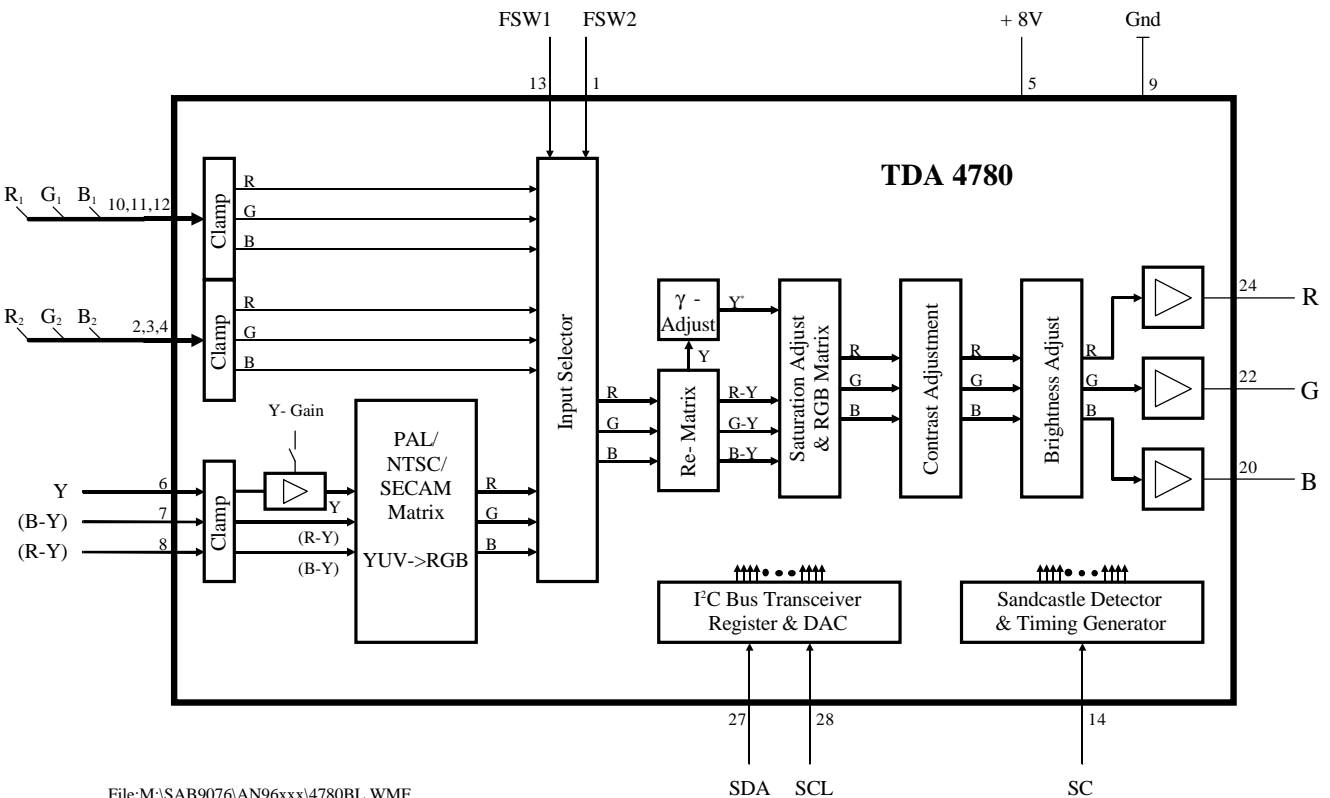 FSW1 FSW2
+ 8V
Gnd
13
1
5
9
TDA 4780
R₁ G₁ B₁
10,11,12
Clamp
R
G
B
R₂ G₂ B₂
2,3,4
Clamp
R
G
B
Input Selector
γ -
Adjust
Y*
Y
Re- Matrix
R
G
B
R-Y
G-Y
B-Y
Saturation Adjust
& RGB Matrix
R
G
B
Contrast Adjustment
R
G
B
Brightness Adjust
R
G
B
24
R
22
G
20
B
Y- Gain
Y
6
(B-Y)
7
(R-Y)
8
Clamp
Y
(R-Y)
(B-Y)
PAL/
NTSC/
SECAM
Matrix
YUV->RGB
R
G
B
I²C Bus Transceiver
Register & DAC
Sandcastle Detector
& Timing Generator
27
28
14
SDA SCL
SC
File:M:\SAB9076\AN96xxx\4780BL.WMF